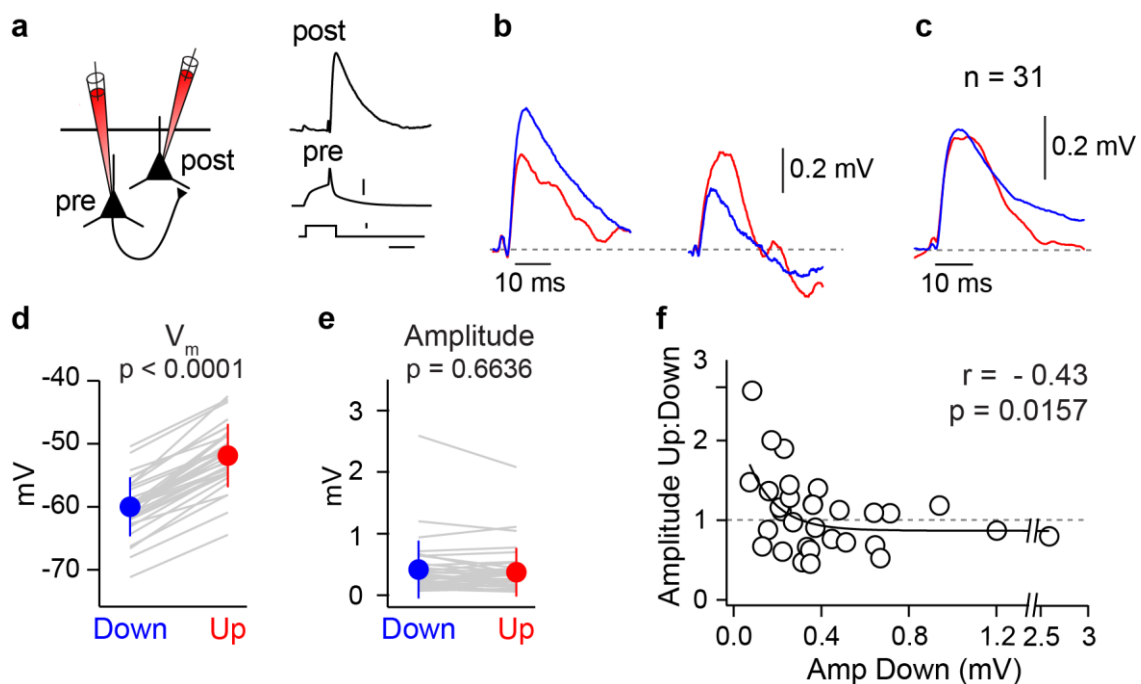 a
post
pre
post
pre
b
0.2 mV
10 ms
10 ms
c
n = 31
0.2 mV
10 ms
d
Vm
p < 0.0001
mV
-40
-50
-60
-70
Down
Up
e
Amplitude
p = 0.6636
mV
3
2
1
0
Down
Up
f
r = - 0.43
p = 0.0157
Amplitude Up:Down
3
2
1
0
0.0 0.4 0.8 1.2 2.5 3
Amp Down (mV)